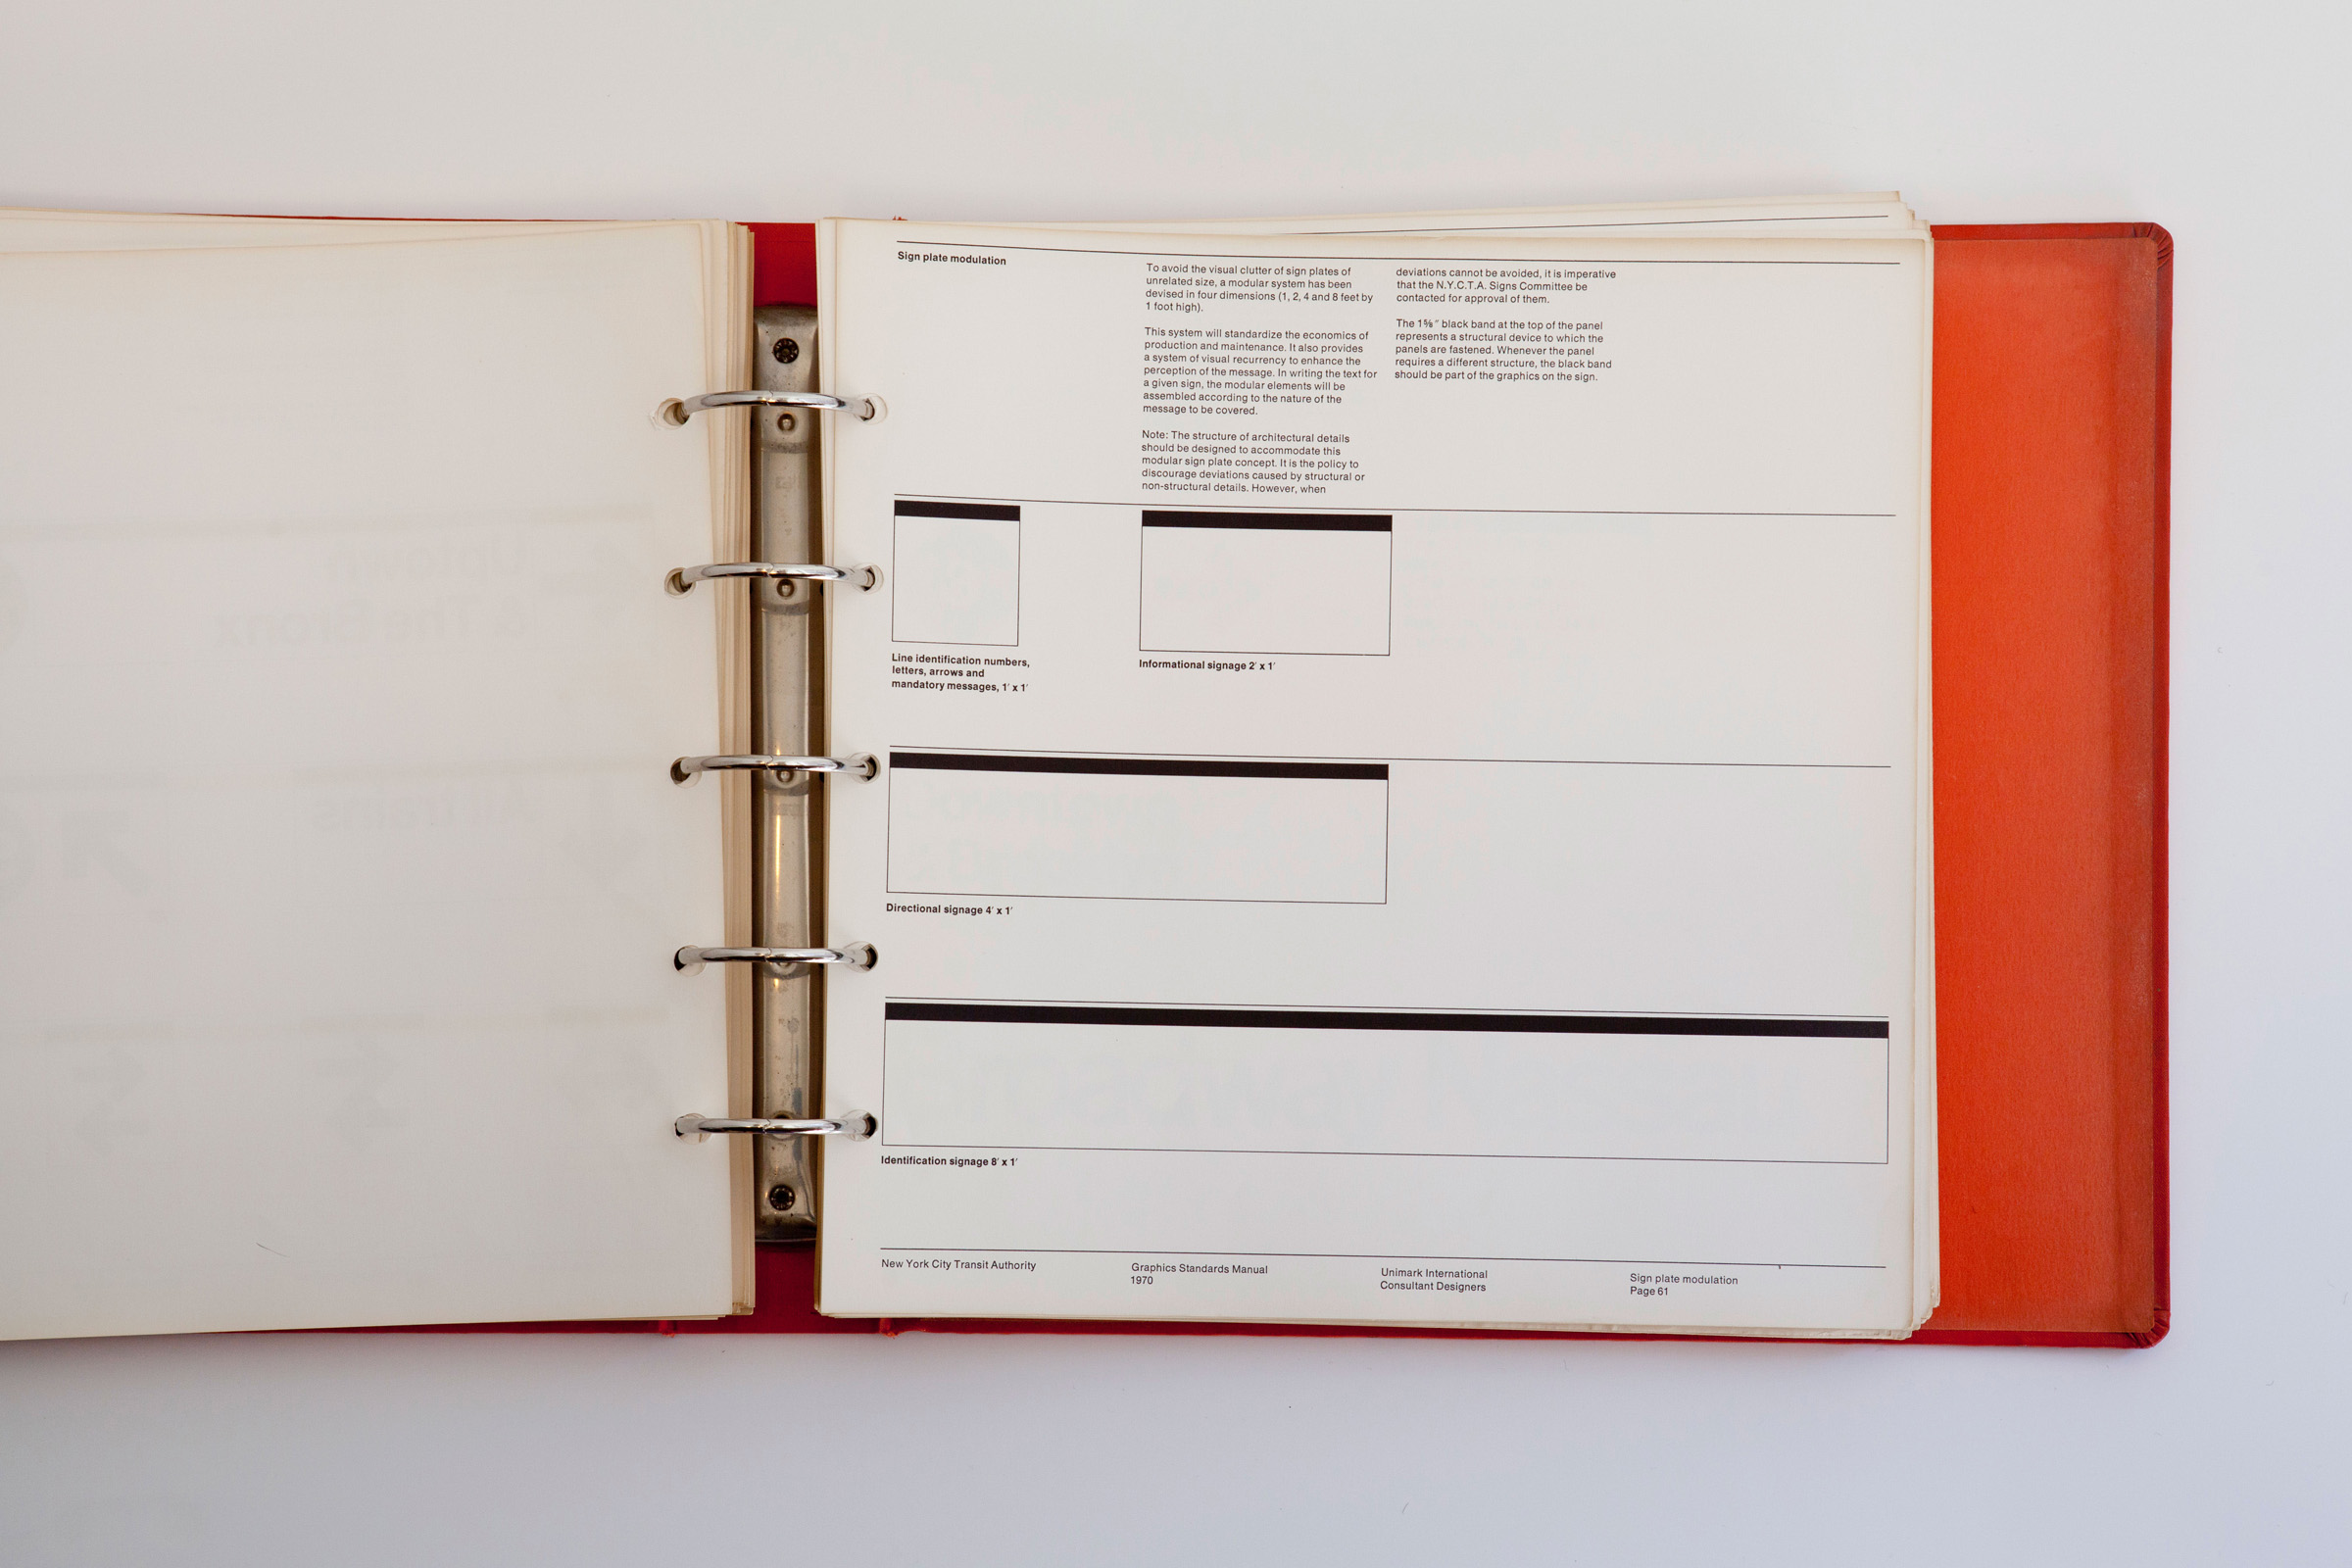 Sign plate modulation
To avoid the visual clutter of sign plates of
unrelated size, a modular system has been
devised in four dimensions (1, 2, 4 and 8 feet by
1 foot high).
This system will standardize the economics of
production and maintenance. It also provides
a system of visual recurrency to enhance the
perception of the message. In writing the text for
a given sign, the modular elements will be
assembled according to the nature of the
message to be covered.
Note: The structure of architectural details
should be designed to accommodate this
modular sign plate concept. It is the policy to
discourage deviations caused by structural or
non-structural details. However, when
deviations cannot be avoided, it is imperative
that the N.Y.C.T.A. Signs Committee be
contacted for approval of them.
The 1⅝″ black band at the top of the panel
represents a structural device to which the
panels are fastened. Whenever the panel
requires a different structure, the black band
should be part of the graphics on the sign.
Line identification numbers,
letters, arrows and
mandatory messages, 1′ x 1′
Informational signage 2′ x 1′
Directional signage 4′ x 1′
Identification signage 8′ x 1′
New York City Transit Authority
Graphics Standards Manual
1970
Unimark International
Consultant Designers
Sign plate modulation
Page 61
Uptown
& The Bronx
All trains